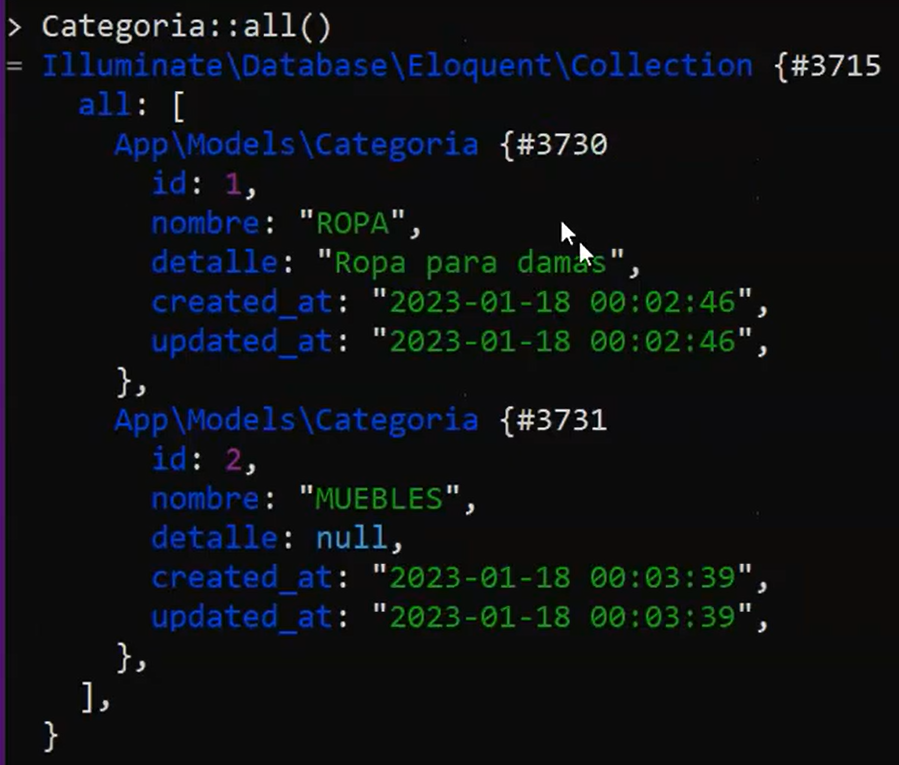 > Categoria::all()
= Illuminate\Database\Eloquent\Collection {#3715
all: [
App\Models\Categoria {#3730
id: 1,
nombre: "ROPA",
detalle: "Ropa para damas",
created_at: "2023-01-18 00:02:46",
updated_at: "2023-01-18 00:02:46",
},
App\Models\Categoria {#3731
id: 2,
nombre: "MUEBLES",
detalle: null,
created_at: "2023-01-18 00:03:39",
updated_at: "2023-01-18 00:03:39",
},
],
}